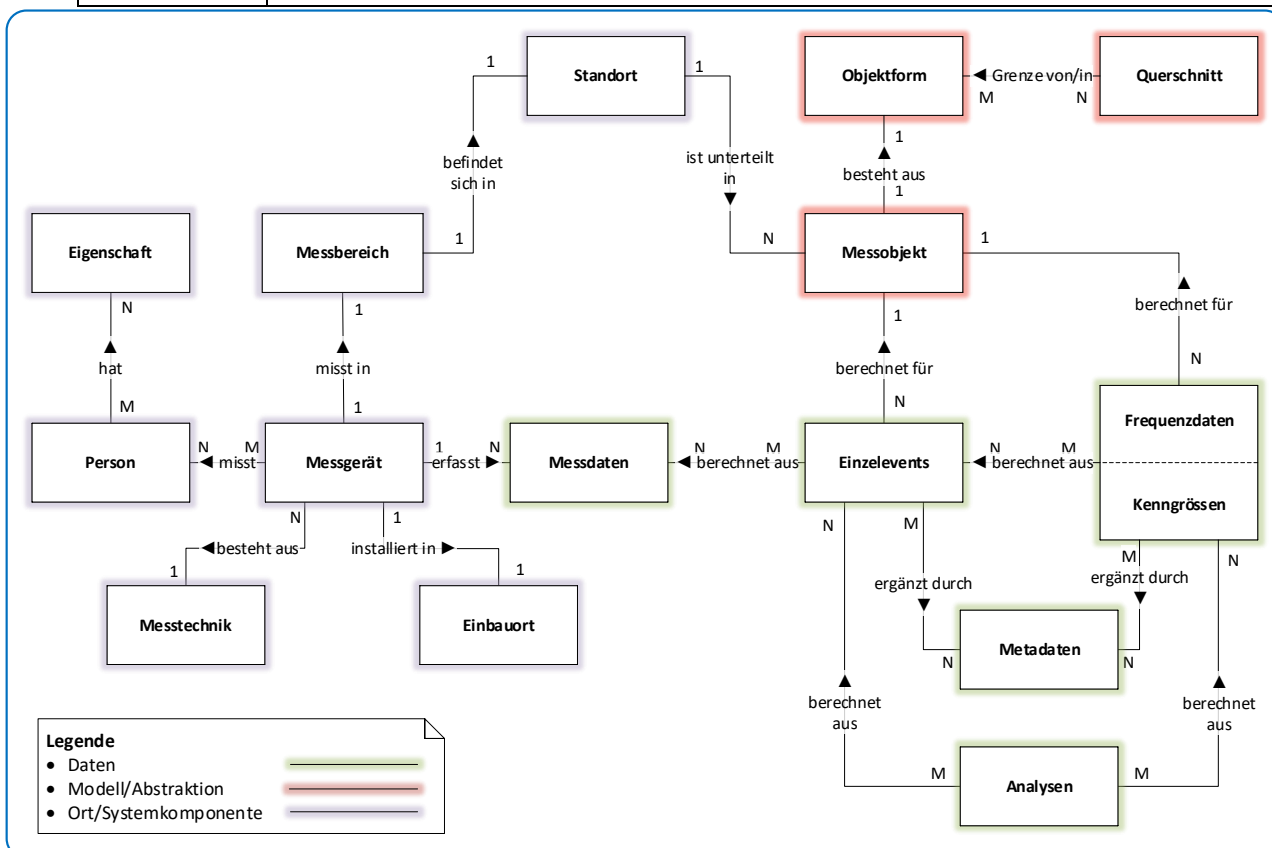 1 Standort 1
Objektform Grenze von/in Querschnitt
M N
1
befindet
sich in
ist unterteilt
in
besteht aus
1
Eigenschaft
Messbereich
1
N
Messobjekt
1
N
1
1
berechnet für
hat
misst in
berechnet für
N
M
1
N
Frequenzdaten
Person
N misst M
Messgerät
1 erfasst N
Messdaten
N berechnet aus M
Einzelevents
N berechnet aus M
Kenngrössen
N
1
N
M
M
N
besteht aus
installiert in
ergänzt durch
ergänzt durch
1
1
Messtechnik
Einbauort
Metadaten
N
N
berechnet
aus
berechnet
aus
Legende
• Daten
• Modell/Abstraktion
• Ort/Systemkomponente
M
Analysen
M